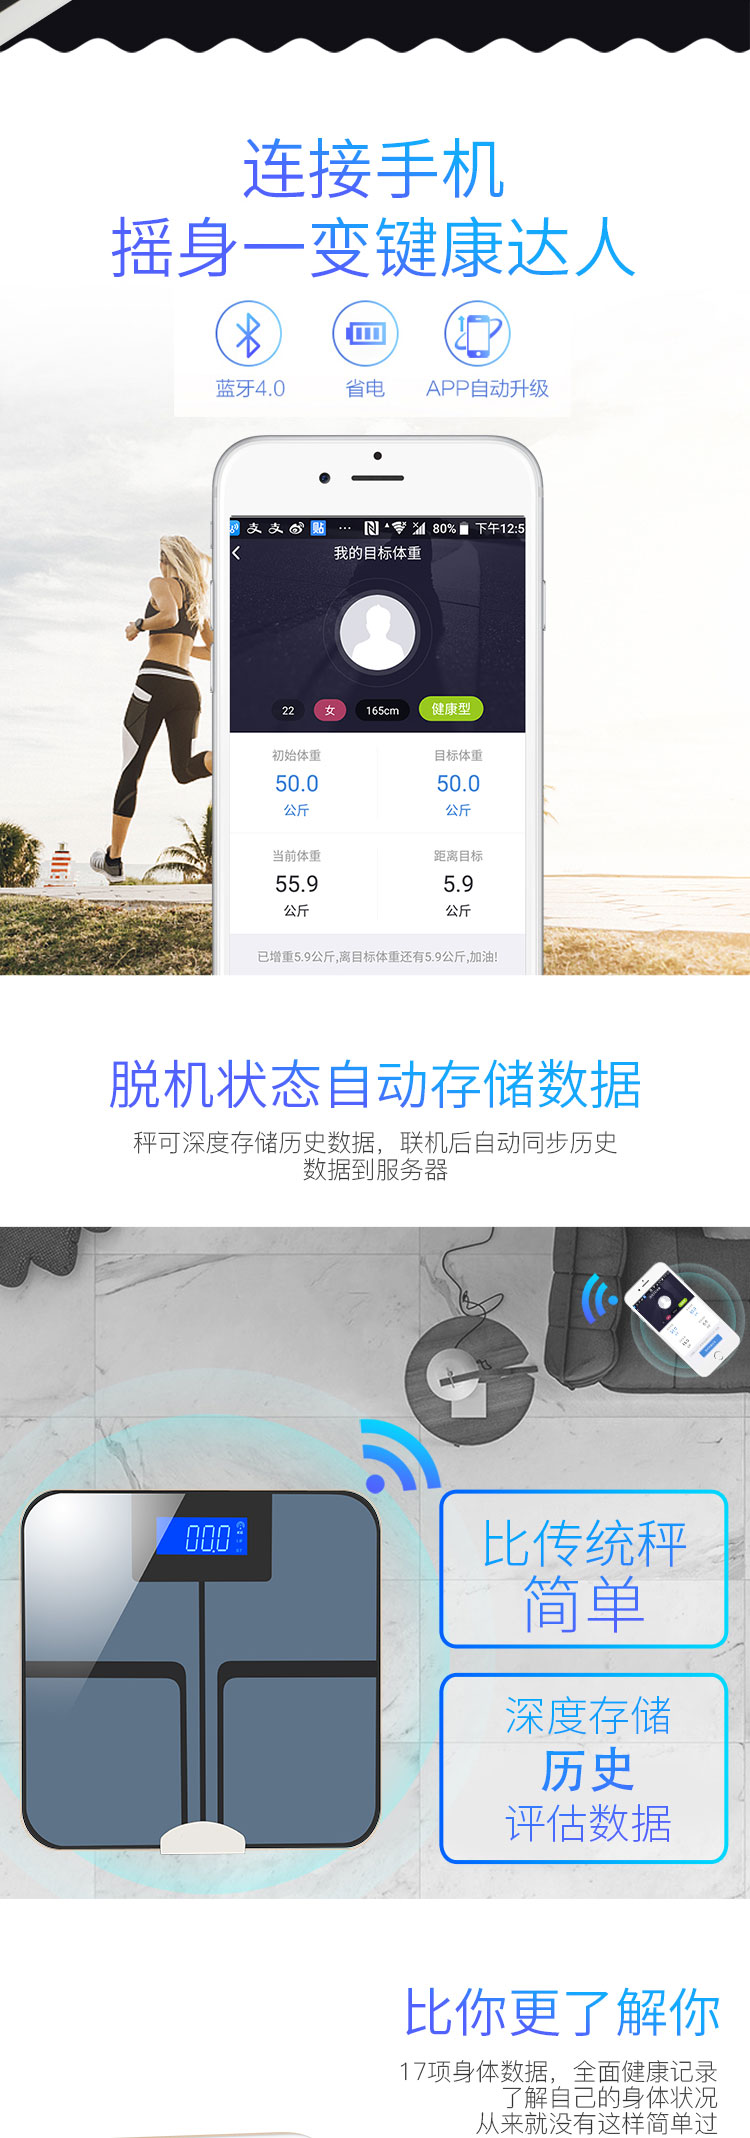 连接手机
摇身一变键康达人
蓝牙4.0 省电 APP自动升级
支 支 贴 ··· N 80% 下午12:5
我的目标体重
22 女 165cm 健康型
初始体重 目标体重
50.0 50.0
公斤 公斤
当前体重 距离目标
55.9 5.9
公斤 公斤
已增重5.9公斤,离目标体重还有5.9公斤,加油!
脱机状态自动存储数据
秤可深度存储历史数据，联机后自动同步历史
数据到服务器
00.0
比传统秤
简单
深度存储
历史
评估数据
比你更了解你
17项身体数据，全面健康记录
了解自己的身体状况
从来就没有这样简单过